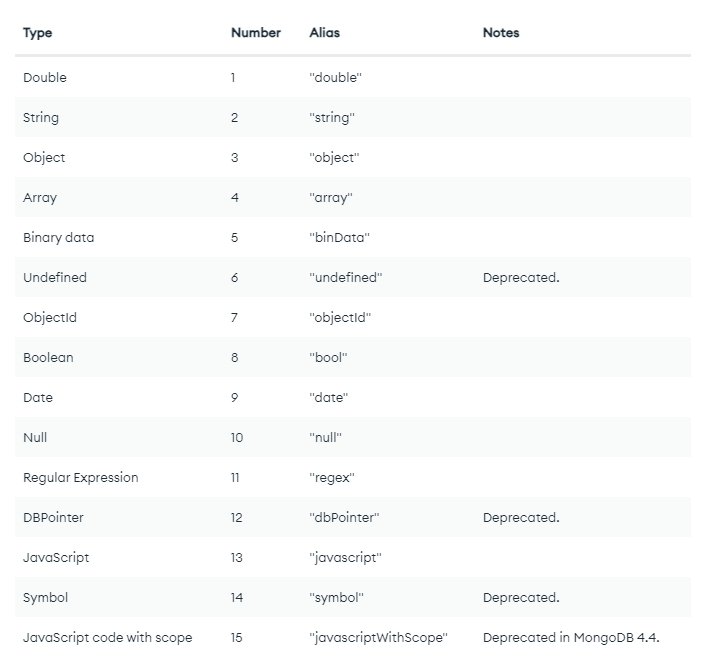 Type Number Alias Notes
Double 1 "double"
String 2 "string"
Object 3 "object"
Array 4 "array"
Binary data 5 "binData"
Undefined 6 "undefined" Deprecated.
ObjectId 7 "objectId"
Boolean 8 "bool"
Date 9 "date"
Null 10 "null"
Regular Expression 11 "regex"
DBPointer 12 "dbPointer" Deprecated.
JavaScript 13 "javascript"
Symbol 14 "symbol" Deprecated.
JavaScript code with scope 15 "javascriptWithScope" Deprecated in MongoDB 4.4.